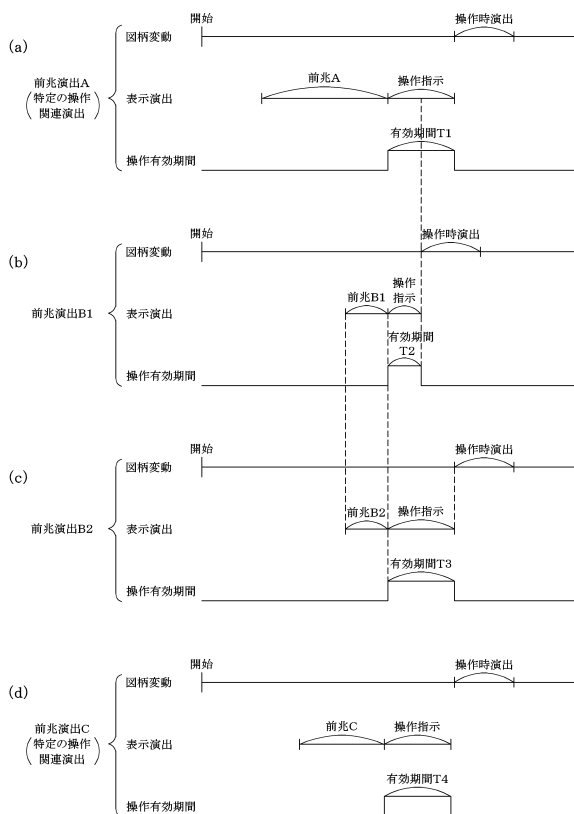 (a)
前兆演出A
(特定の操作
関連演出)
図柄変動
開始
操作時演出
表示演出
前兆A
操作指示
操作有効期間
有効期間T1
(b)
前兆演出B1
図柄変動
開始
操作時演出
表示演出
前兆B1
操作
指示
操作有効期間
有効期間
T2
(c)
前兆演出B2
図柄変動
開始
操作時演出
表示演出
前兆B2
操作指示
操作有効期間
有効期間T3
(d)
前兆演出C
(特定の操作
関連演出)
図柄変動
開始
操作時演出
表示演出
前兆C
操作指示
操作有効期間
有効期間T4